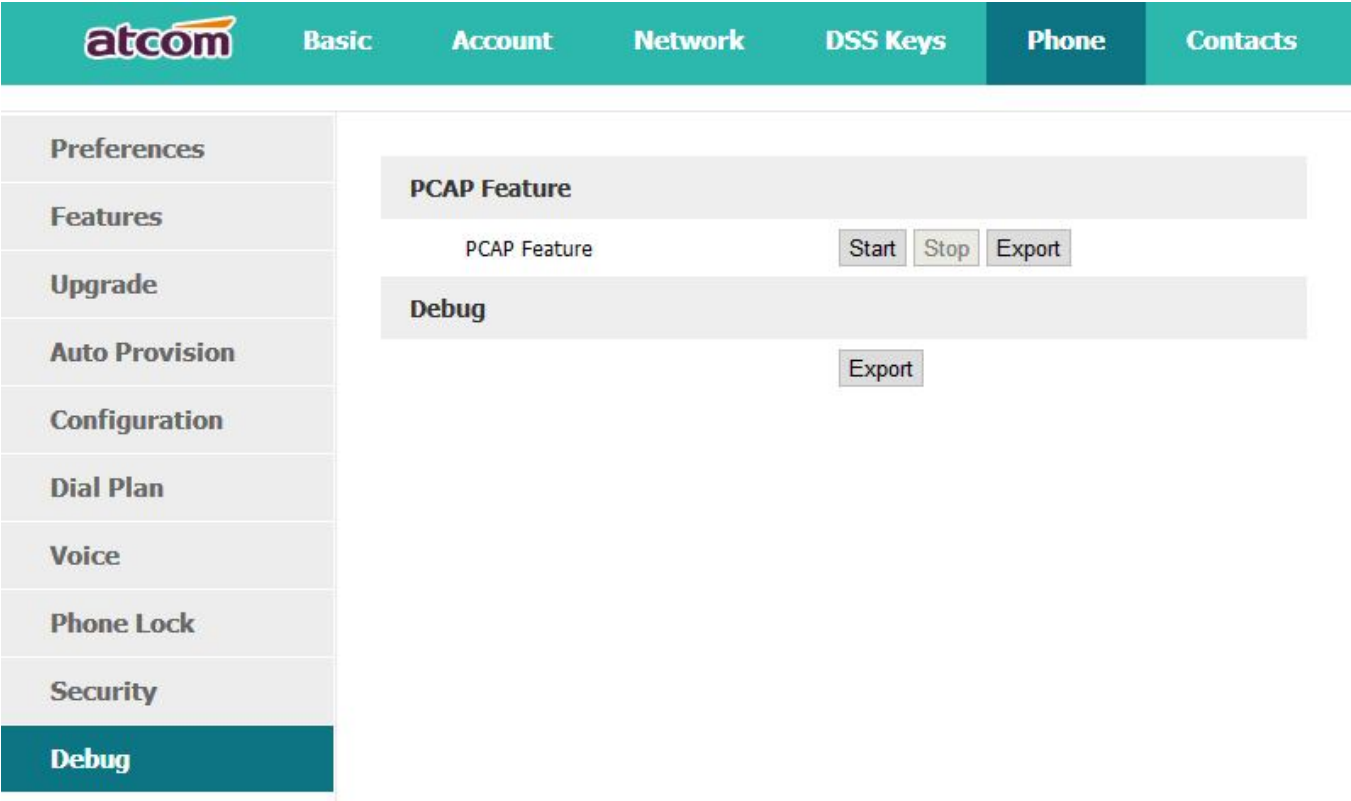 atcom Basic Account Network DSS Keys Phone Contacts
Preferences
Features
Upgrade
Auto Provision
Configuration
Dial Plan
Voice
Phone Lock
Security
Debug
PCAP Feature
PCAP Feature Start Stop Export
Debug
Export